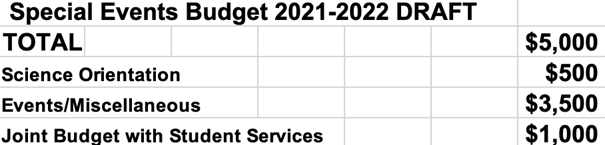 Special Events Budget 2021-2022 DRAFT
TOTAL $5,000
Science Orientation $500
Events/Miscellaneous $3,500
Joint Budget with Student Services $1,000